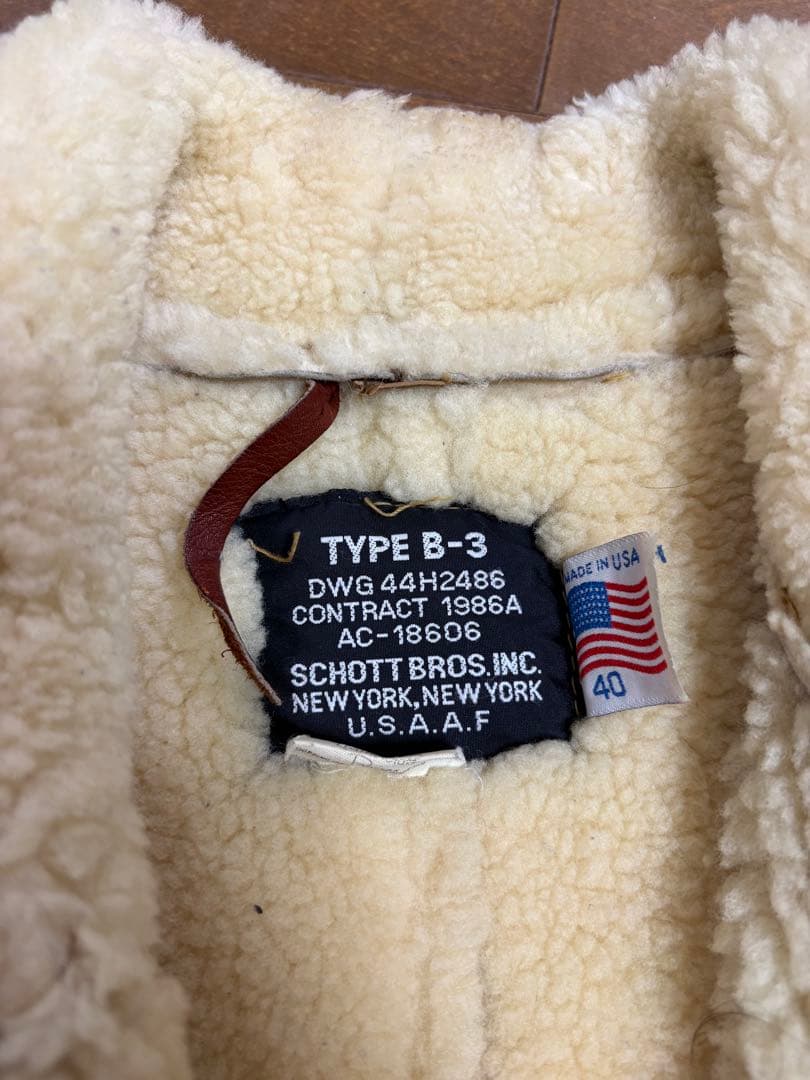 TYPE B-3
DWG 44H2486
CONTRACT 1986A
AC-18606
SCHOTT BROS. INC.
NEW YORK, NEW YORK
U.S.A.A.F
MADE IN USA
40